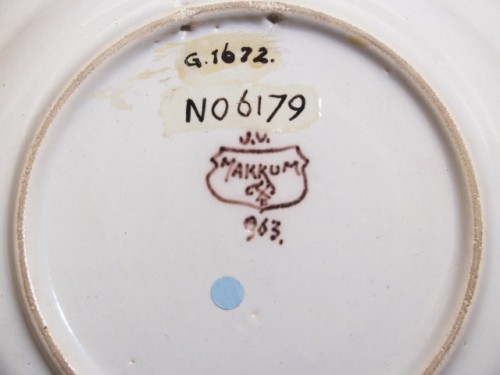 G.1672.
NO6179
J.V.
MAKKUM
963.